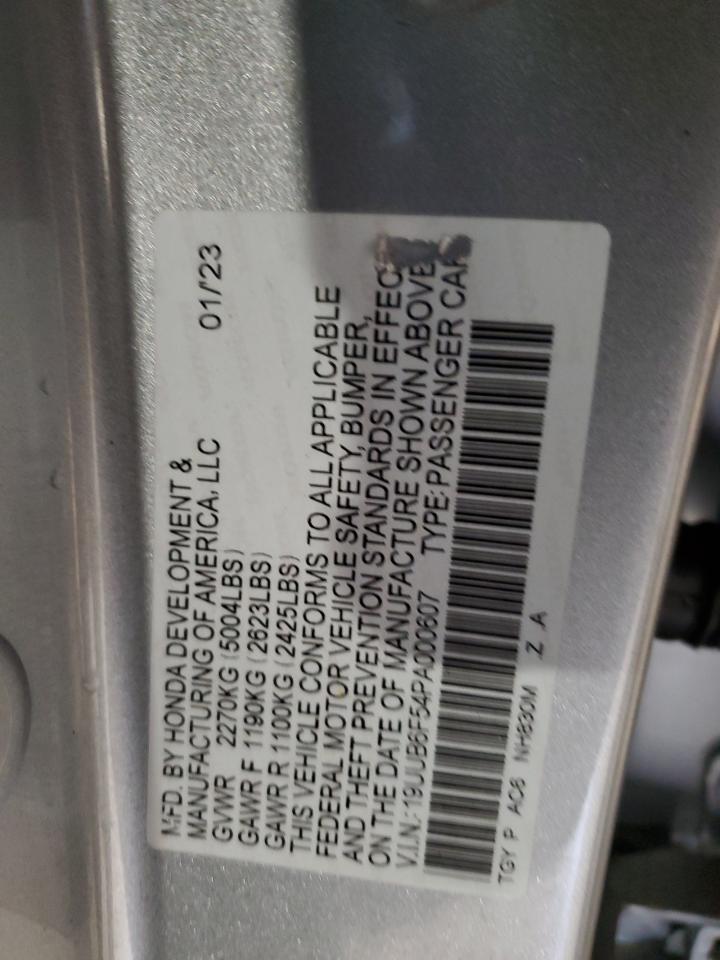 MFD. BY HONDA DEVELOPMENT &
MANUFACTURING OF AMERICA, LLC 01/'23
GVWR 2270KG (5004LBS)
GAWR F 1190KG (2623LBS)
GAWR R 1100KG (2425LBS)
THIS VEHICLE CONFORMS TO ALL APPLICABLE
FEDERAL MOTOR VEHICLE SAFETY, BUMPER,
AND THEFT PREVENTION STANDARDS IN EFFEC
ON THE DATE OF MANUFACTURE SHOWN ABOVE
V.I.N.: 19UUB6F54PA000607 TYPE: PASSENGER CAR
TGY P AC8 NH830M Z A